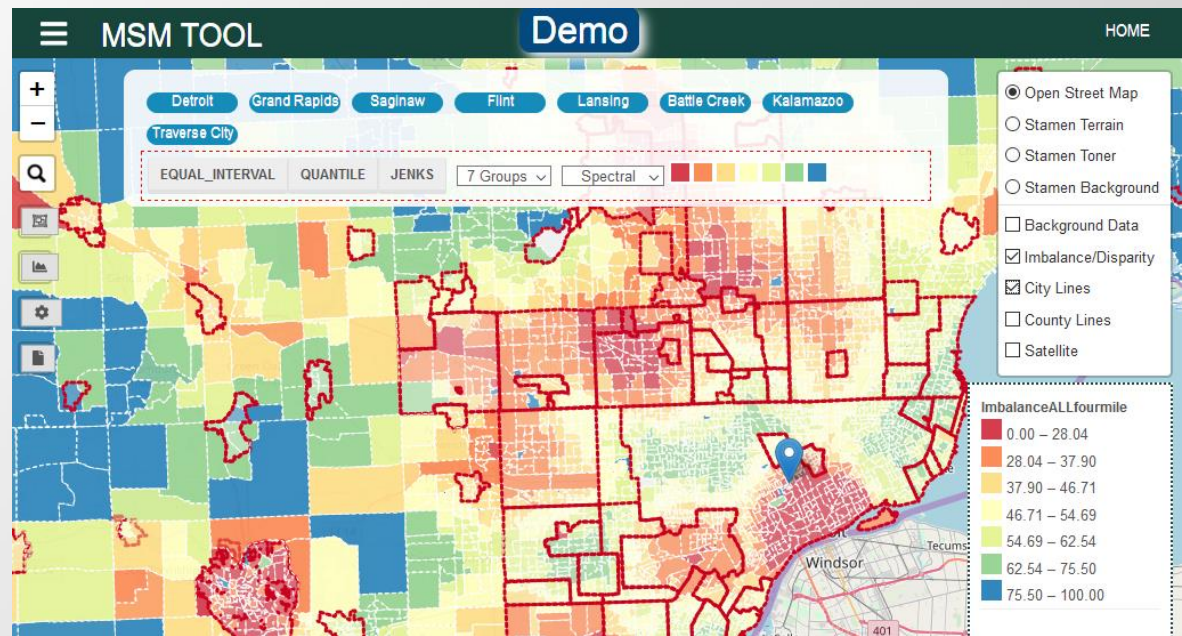 MSM TOOL
Demo
HOME
+
−
Detroit
Grand Rapids
Saginaw
Flint
Lansing
Battle Creek
Kalamazoo
Traverse City
EQUAL_INTERVAL
QUANTILE
JENKS
7 Groups
Spectral
Open Street Map
Stamen Terrain
Stamen Toner
Stamen Background
Background Data
Imbalance/Disparity
City Lines
County Lines
Satellite
ImbalanceALLfourmile
0.00 – 28.04
28.04 – 37.90
37.90 – 46.71
46.71 – 54.69
54.69 – 62.54
62.54 – 75.50
75.50 – 100.00
Windsor
Tecums
401